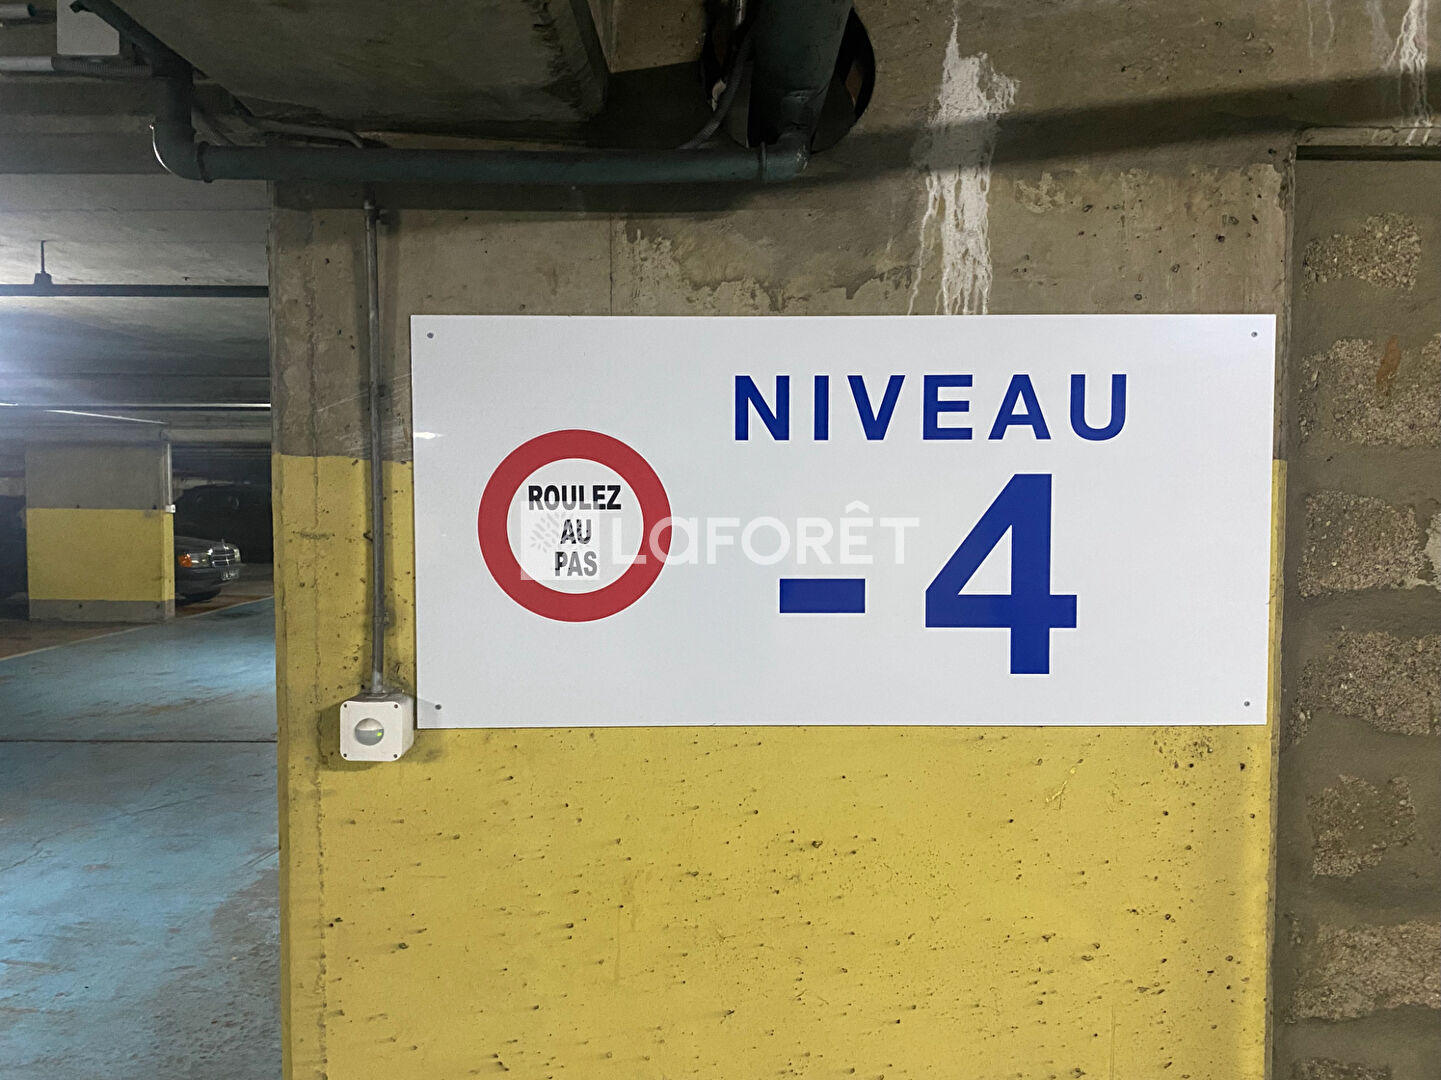 NIVEAU
- 4
ROULEZ
AU
PAS
LaFORÊT